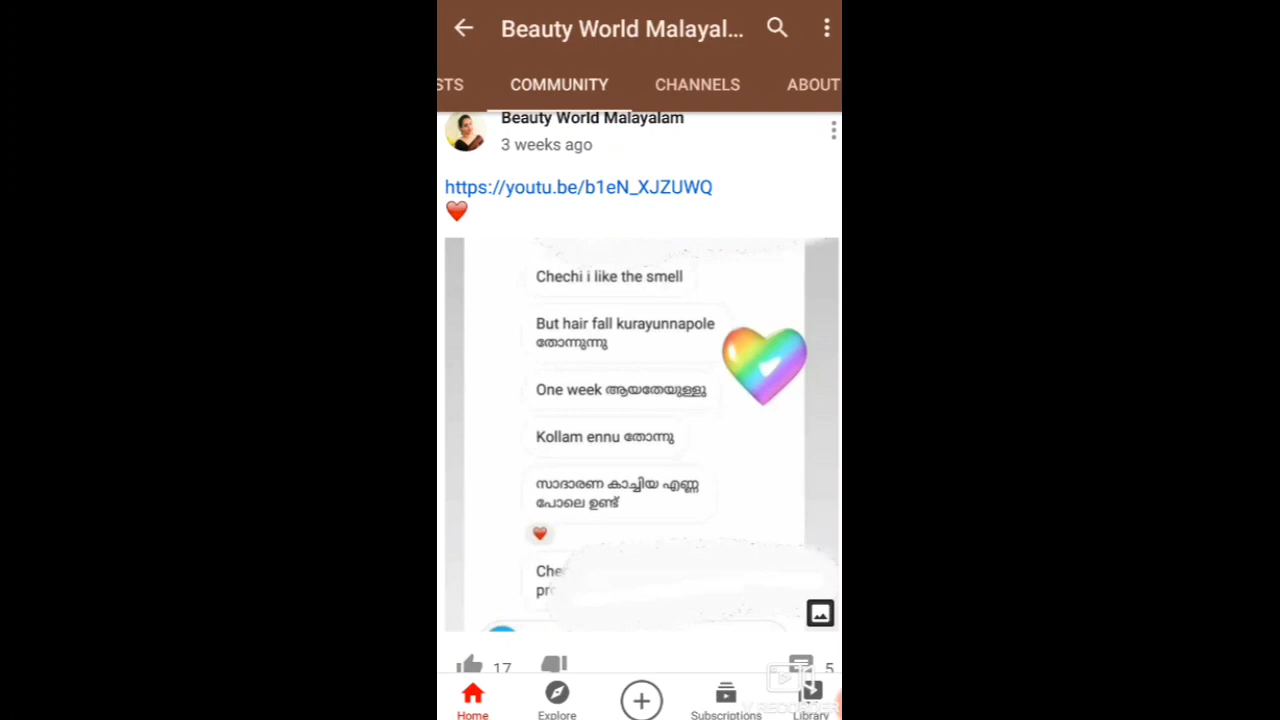 Beauty World Malayal...
STS COMMUNITY CHANNELS ABOUT
Beauty World Malayalam
3 weeks ago
https://youtu.be/b1eN_XJZUWQ
Chechi i like the smell
But hair fall kurayunnapole
തോന്നുന്നു
One week ആയതേയുള്ളു
Kollam ennu തോന്നു
സാദാരണ കാച്ചിയ എണ്ണ
പോലെ ഉണ്ട്
17 5
Home Explore Subscriptions Library
V RECORDER